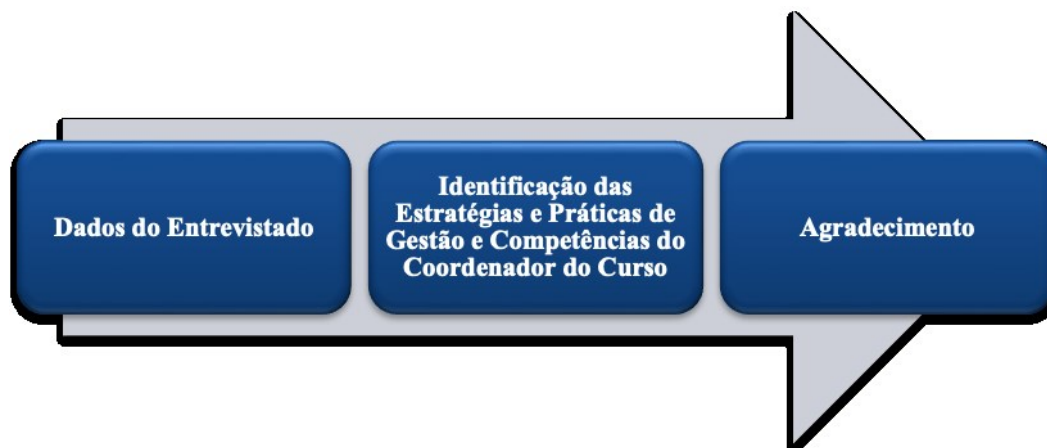 Dados do Entrevistado
Identificação das
Estratégias e Práticas de
Gestão e Competências do
Coordenador do Curso
Agradecimento